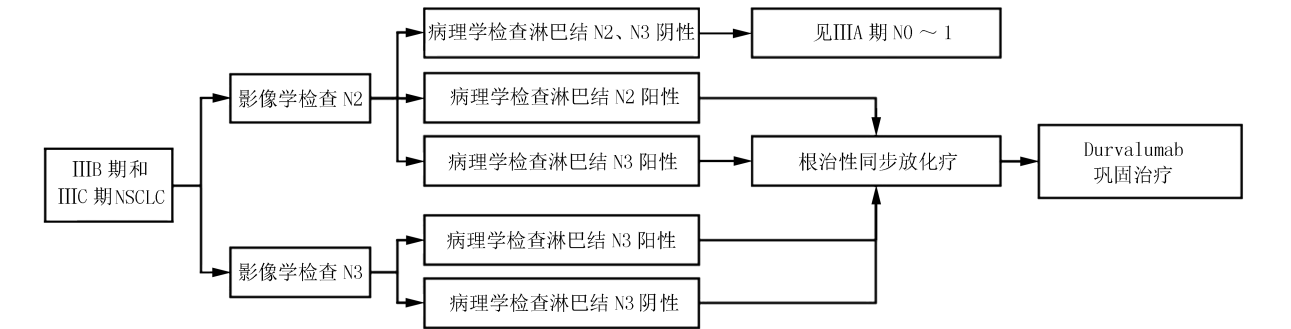 ⅢB 期和
ⅢC 期NSCLC
影像学检查 N2
影像学检查 N3
病理学检查淋巴结 N2、N3 阴性
病理学检查淋巴结 N2 阳性
病理学检查淋巴结 N3 阳性
病理学检查淋巴结 N3 阳性
病理学检查淋巴结 N3 阴性
见ⅢA 期 N0 ～ 1
根治性同步放化疗
Durvalumab
巩固治疗